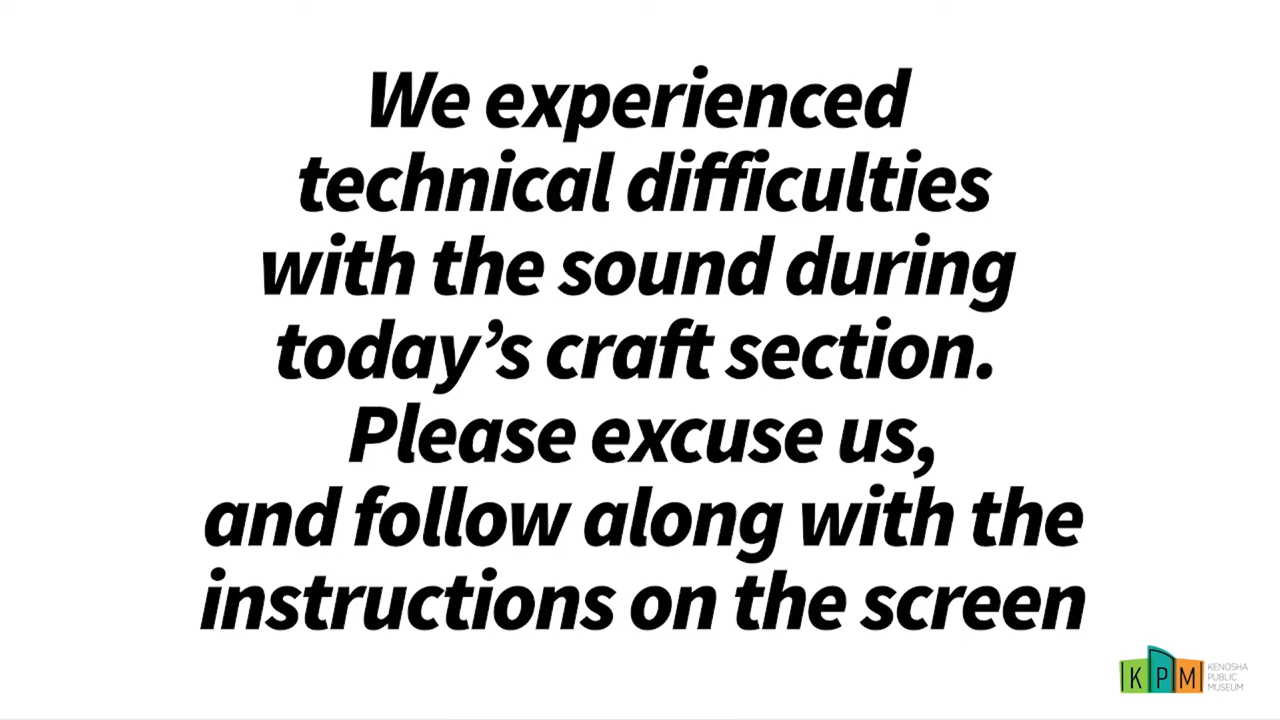 We experienced
technical difficulties
with the sound during
today’s craft section.
Please excuse us,
and follow along with the
instructions on the screen
KPM
KENOSHA
PUBLIC
MUSEUM